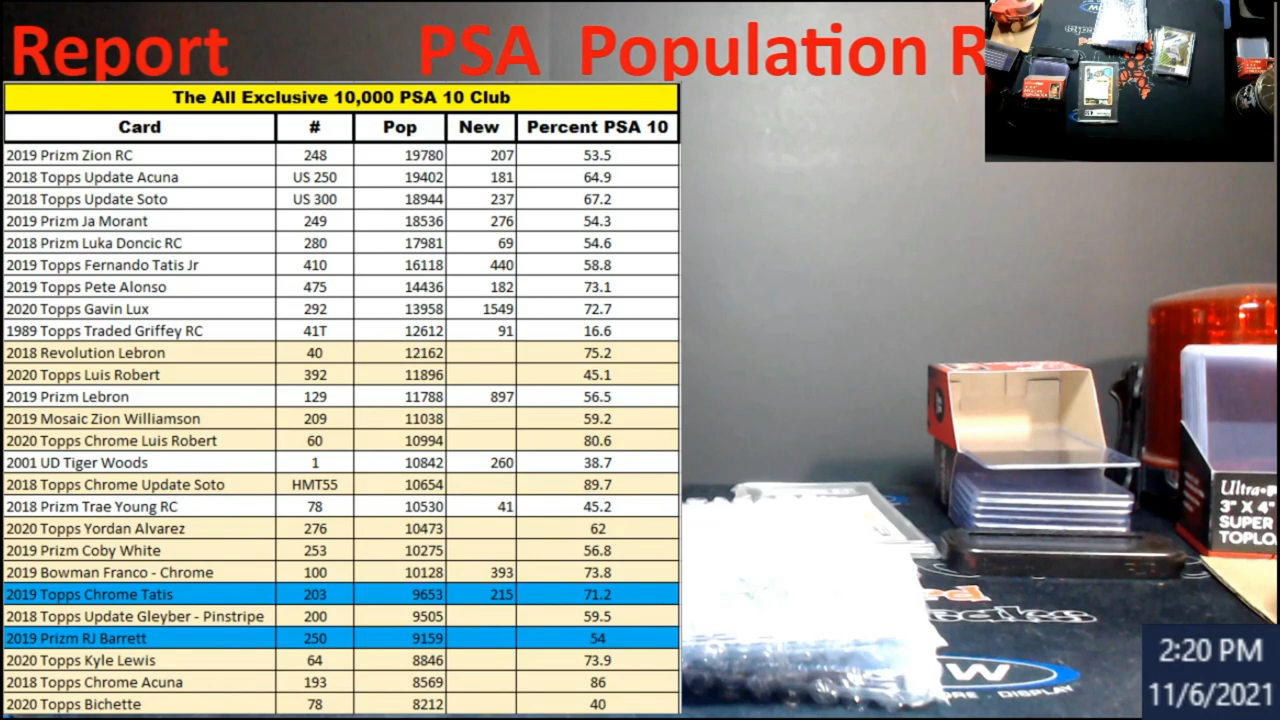 Report PSA Population R
The All Exclusive 10,000 PSA 10 Club
Card # Pop New Percent PSA 10
2019 Prizm Zion RC 248 19780 207 53.5
2018 Topps Update Acuna US 250 19402 181 64.9
2018 Topps Update Soto US 300 18944 237 67.2
2019 Prizm Ja Morant 249 18536 276 54.3
2018 Prizm Luka Doncic RC 280 17981 69 54.6
2019 Topps Fernando Tatis Jr 410 16118 440 58.8
2019 Topps Pete Alonso 475 14436 182 73.1
2020 Topps Gavin Lux 292 13958 1549 72.7
1989 Topps Traded Griffey RC 41T 12612 91 16.6
2018 Revolution Lebron 40 12162 75.2
2020 Topps Luis Robert 392 11896 45.1
2019 Prizm Lebron 129 11788 897 56.5
2019 Mosaic Zion Williamson 209 11038 59.2
2020 Topps Chrome Luis Robert 60 10994 80.6
2001 UD Tiger Woods 1 10842 260 38.7
2018 Topps Chrome Update Soto HMT55 10654 89.7
2018 Prizm Trae Young RC 78 10530 41 45.2
2020 Topps Yordan Alvarez 276 10473 62
2019 Prizm Coby White 253 10275 56.8
2019 Bowman Franco - Chrome 100 10128 393 73.8
2019 Topps Chrome Tatis 203 9653 215 71.2
2018 Topps Update Gleyber - Pinstripe 200 9505 59.5
2019 Prizm RJ Barrett 250 9159 54
2020 Topps Kyle Lewis 64 8846 73.9
2018 Topps Chrome Acuna 193 8569 86
2020 Topps Bichette 78 8212 40
Ultra
3" X 4"
SUPER
TOPLO
OW
ORE - DISPLAY
2:20 PM
11/6/2021